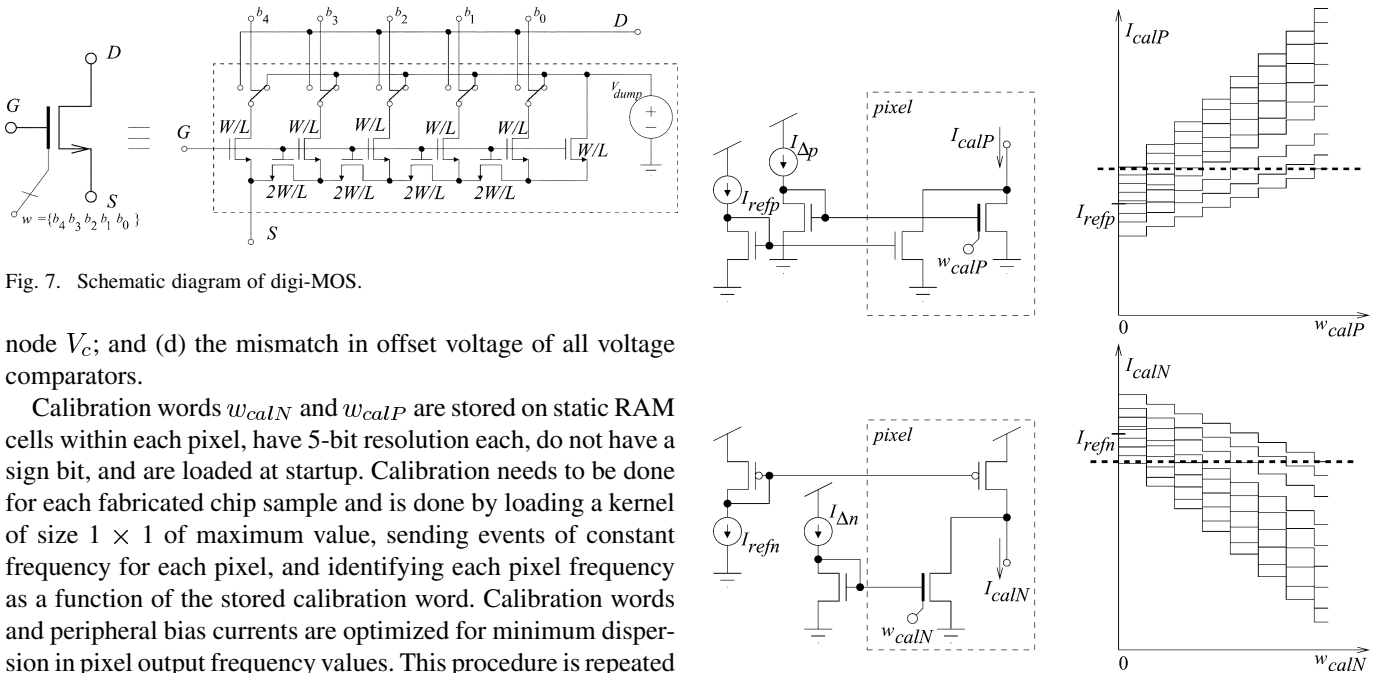 b4 b3 b2 b1 b0
D
D
G
S
w ={b4 b3 b2 b1 b0 }
Vdump
W/L W/L W/L W/L W/L
G
W/L
2W/L 2W/L 2W/L 2W/L
S
Fig. 7. Schematic diagram of digi-MOS.
node Vc; and (d) the mismatch in offset voltage of all voltage
comparators.
Calibration words wcalN and wcalP are stored on static RAM
cells within each pixel, have 5-bit resolution each, do not have a
sign bit, and are loaded at startup. Calibration needs to be done
for each fabricated chip sample and is done by loading a kernel
of size 1 × 1 of maximum value, sending events of constant
frequency for each pixel, and identifying each pixel frequency
as a function of the stored calibration word. Calibration words
and peripheral bias currents are optimized for minimum disper-
sion in pixel output frequency values. This procedure is repeated
pixel
IΔp
IcalP
Irefp
wcalP
IcalP
Irefp
0
wcalP
pixel
IΔn
Irefn
IcalN
wcalN
IcalN
Irefn
0
wcalN